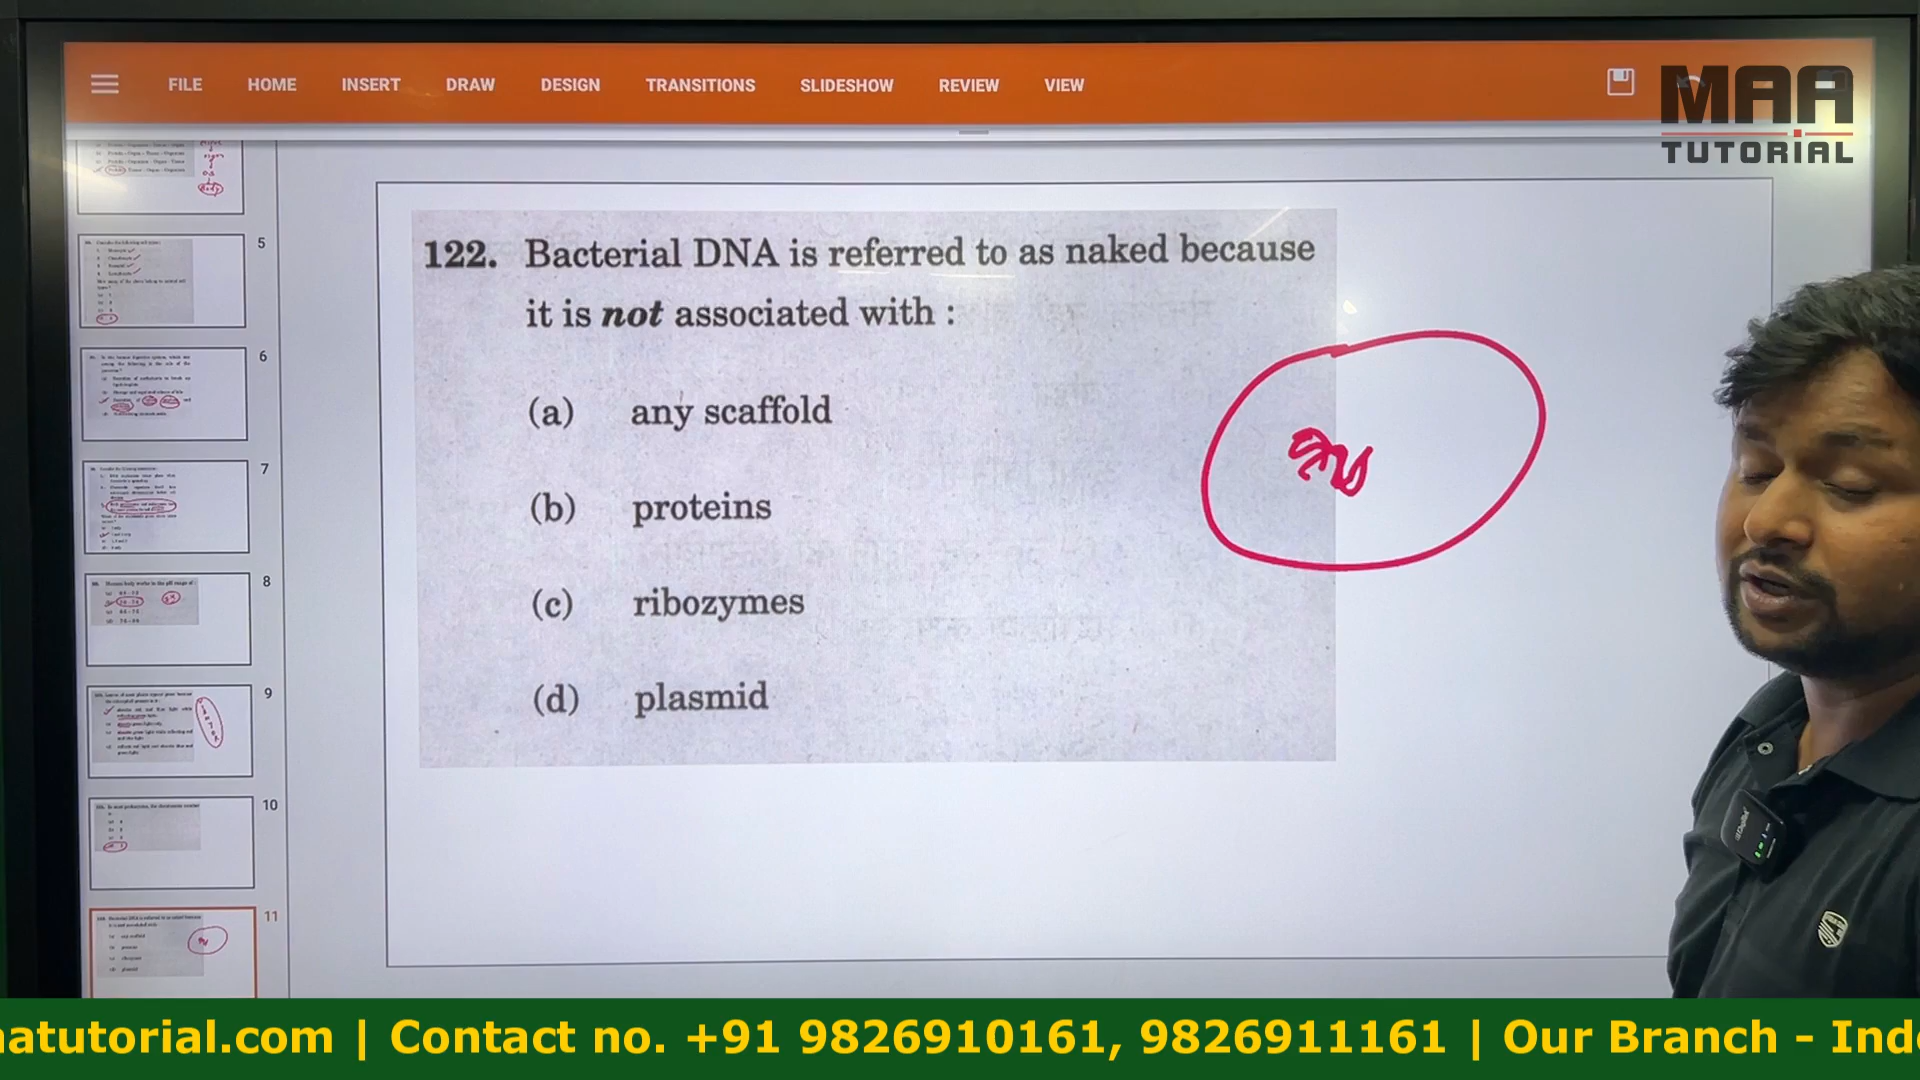 FILE HOME INSERT DRAW DESIGN TRANSITIONS SLIDESHOW REVIEW VIEW
MAA
TUTORIAL
5
6
7
8
9
10
11
122. Bacterial DNA is referred to as naked because
it is not associated with :
(a) any scaffold
(b) proteins
(c) ribozymes
(d) plasmid
natutorial.com | Contact no. +91 9826910161, 9826911161 | Our Branch - Ind